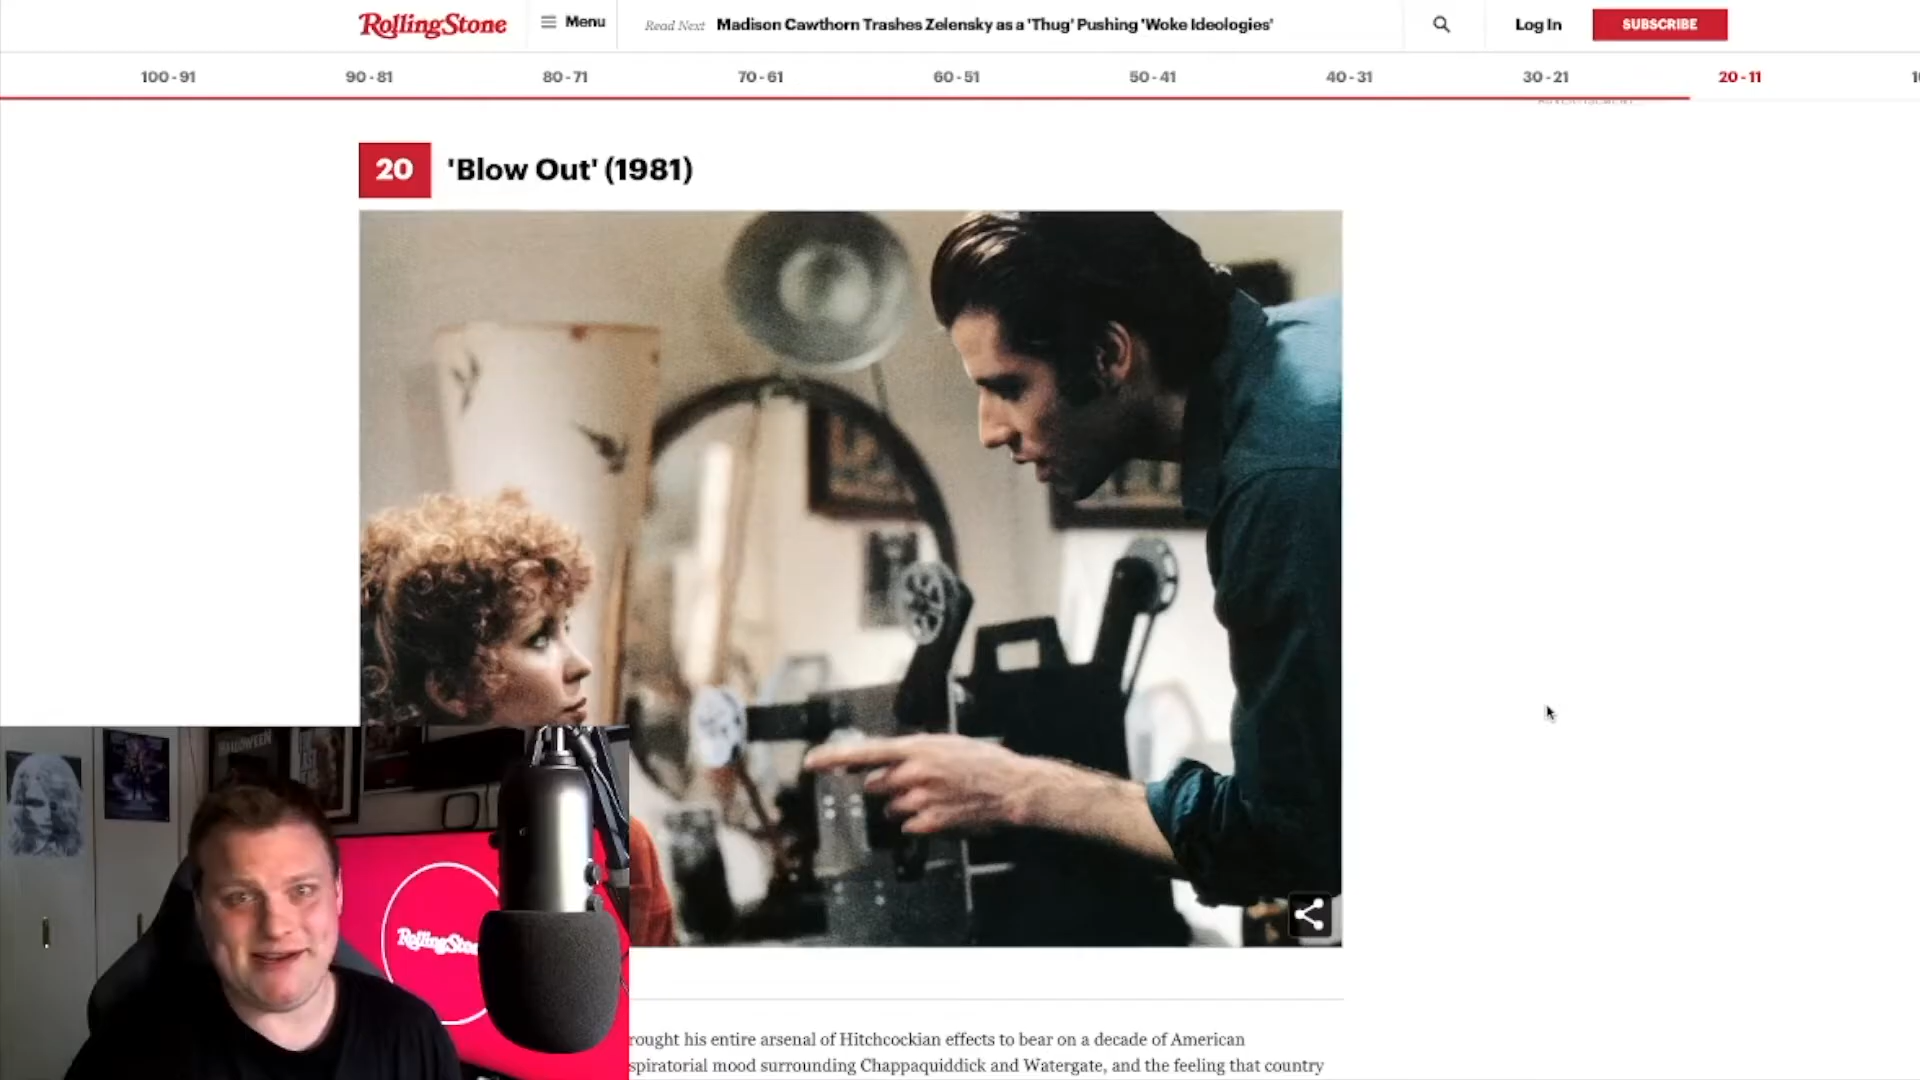 RollingStone
Menu
Read Next Madison Cawthorn Trashes Zelensky as a 'Thug' Pushing 'Woke Ideologies'
Log In
SUBSCRIBE
100 - 91
90 - 81
80 - 71
70 - 61
60 - 51
50 - 41
40 - 31
30 - 21
20 - 11
20 'Blow Out' (1981)
HALLOWEEN
RollingSto
rought his entire arsenal of Hitchcockian effects to bear on a decade of American
spiratorial mood surrounding Chappaquiddick and Watergate, and the feeling that country